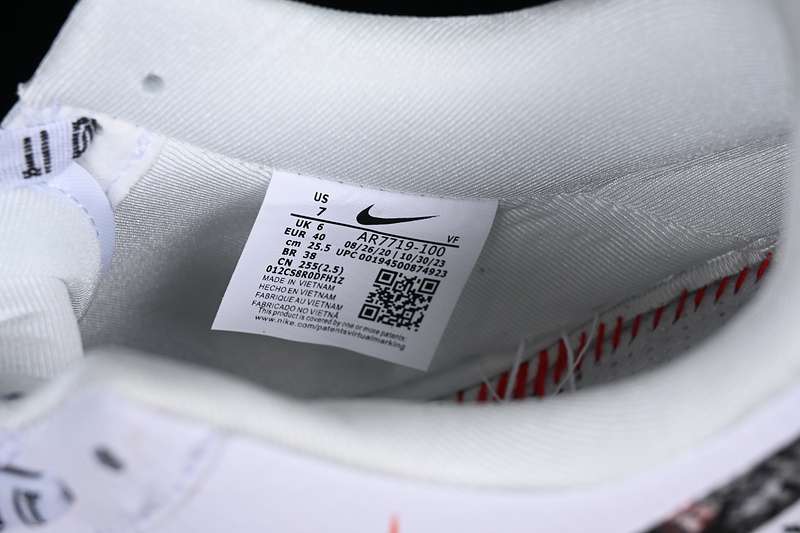 US
7
UK 6
EUR 40
cm 25.5
BR 38
CN 255(2.5)
AR7719-100 VF
08/26/20 | 10/30/23
UPC 00194500874923
012CS8R0DFH1Z
MADE IN VIETNAM
HECHO EN VIETNAM
FABRIQUE AU VIETNAM
FABRICADO NO VIETNÃ
This product is covered by one or more patents.
www.nike.com/patentsvirtualmarking